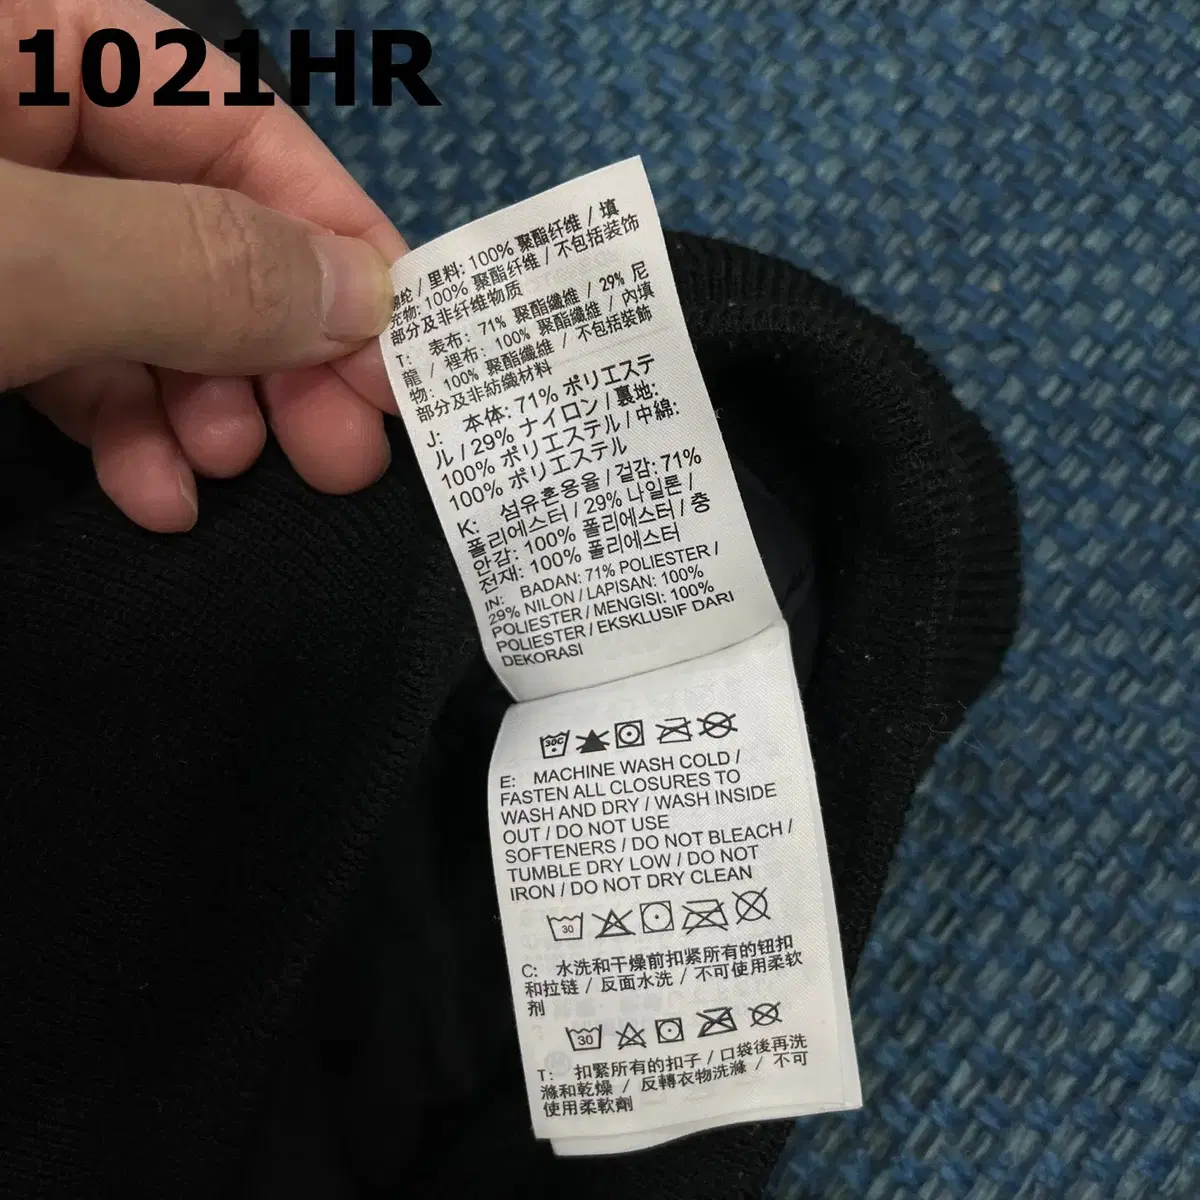 1021HR
纶 / 里料: 100% 聚酯纤维 / 填
充物: 100% 聚酯纤维 / 不包括装饰
部分及非纤维物质
T: 表布: 71% 聚酯纖維 / 29% 尼
龍 / 裡布: 100% 聚酯纖維 / 內填
物: 100% 聚酯纖維 / 不包括裝飾
部分及非紡織材料
J: 本体: 71% ポリエステ
ル / 29% ナイロン / 裏地:
100% ポリエステル / 中綿:
100% ポリエステル
K: 섬유혼용율 / 겉감: 71%
폴리에스터 / 29% 나일론 /
안감: 100% 폴리에스터 / 충
전재: 100% 폴리에스터
IN: BADAN: 71% POLIESTER /
29% NILON / LAPISAN: 100%
POLIESTER / MENGISI: 100%
POLIESTER / EKSKLUSIF DARI
DEKORASI
30C
E: MACHINE WASH COLD /
FASTEN ALL CLOSURES TO
WASH AND DRY / WASH INSIDE
OUT / DO NOT USE
SOFTENERS / DO NOT BLEACH /
TUMBLE DRY LOW / DO NOT
IRON / DO NOT DRY CLEAN
30
C: 水洗和干燥前扣紧所有的钮扣
和拉链 / 反面水洗 / 不可使用柔软
剂
30
T: 扣緊所有的扣子 / 口袋後再洗
滌和乾燥 / 反轉衣物洗滌 / 不可
使用柔軟劑